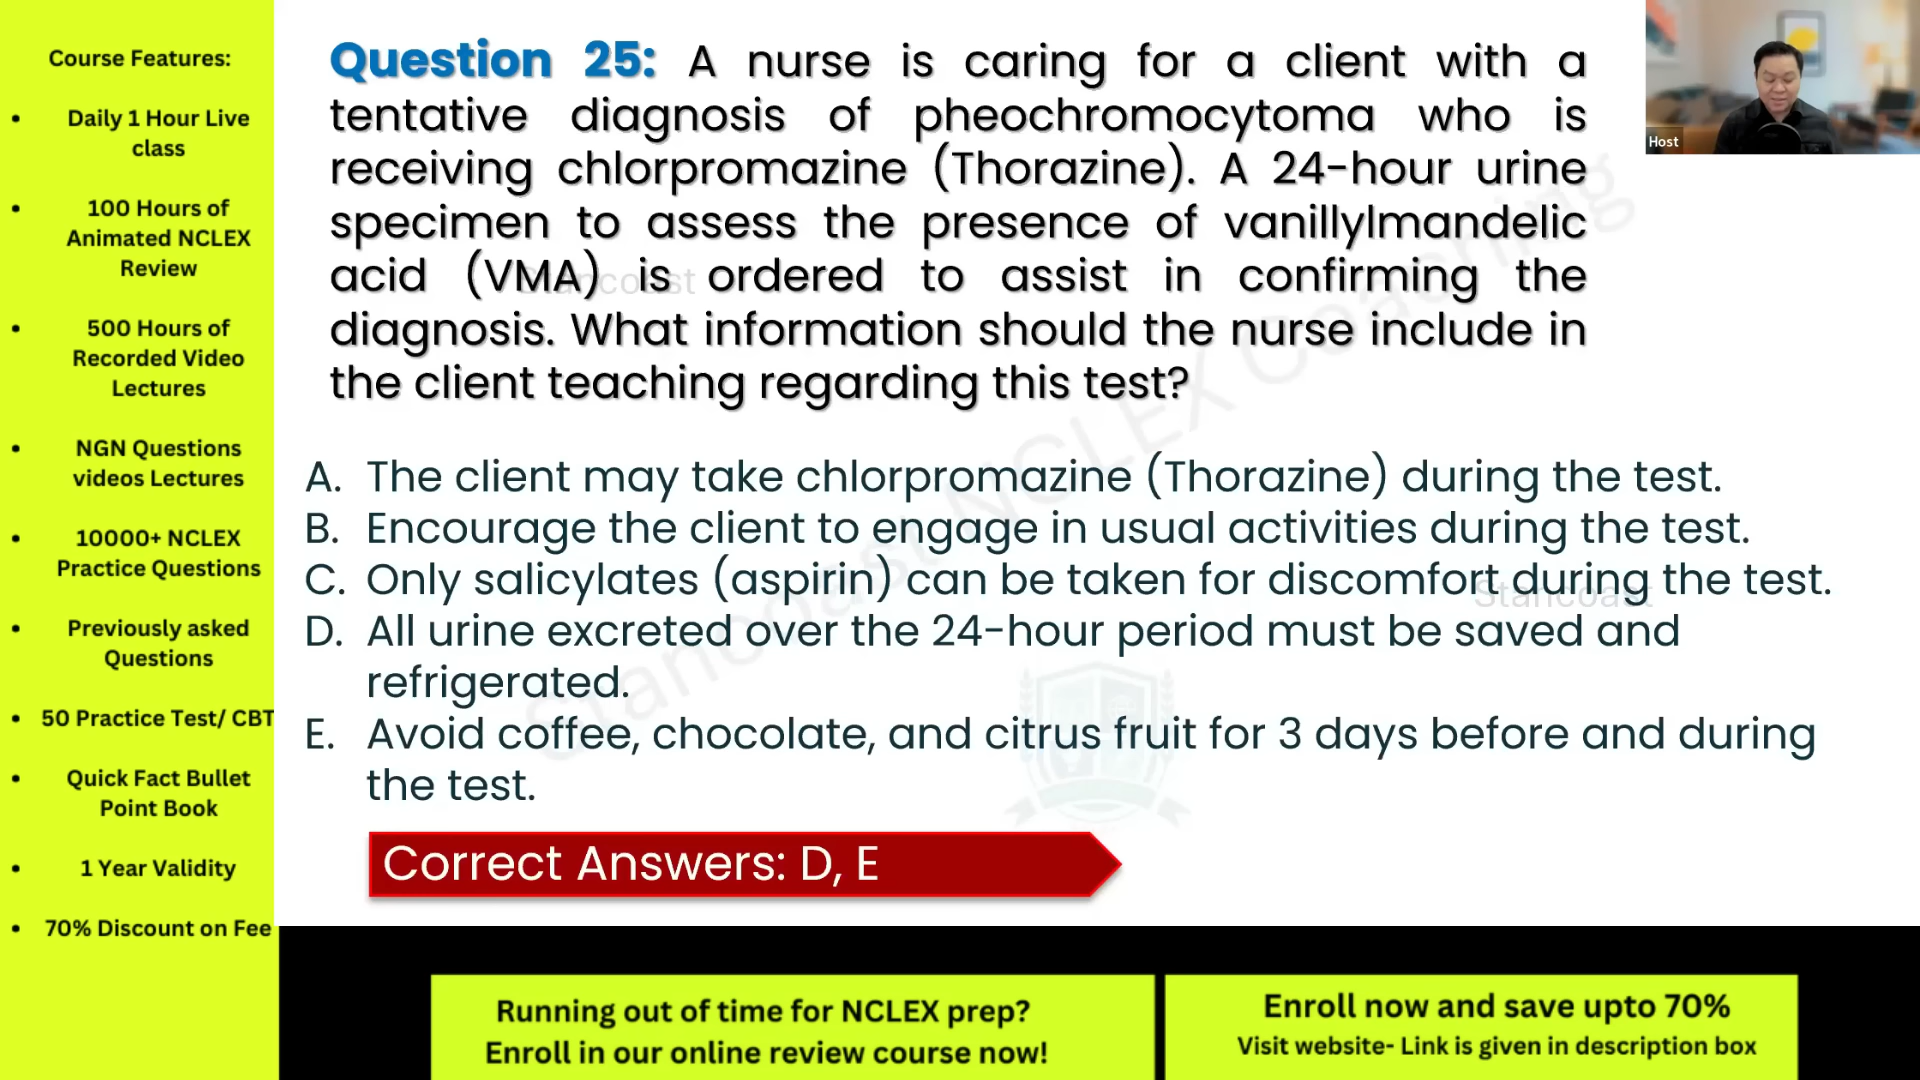 Course Features:
• Daily 1 Hour Live
class
• 100 Hours of
Animated NCLEX
Review
• 500 Hours of
Recorded Video
Lectures
• NGN Questions
videos Lectures
• 10000+ NCLEX
Practice Questions
• Previously asked
Questions
• 50 Practice Test/ CBT
• Quick Fact Bullet
Point Book
• 1 Year Validity
• 70% Discount on Fee
Question 25: A nurse is caring for a client with a
tentative diagnosis of pheochromocytoma who is
receiving chlorpromazine (Thorazine). A 24-hour urine
specimen to assess the presence of vanillylmandelic
acid (VMA) is ordered to assist in confirming the
diagnosis. What information should the nurse include in
the client teaching regarding this test?
A. The client may take chlorpromazine (Thorazine) during the test.
B. Encourage the client to engage in usual activities during the test.
C. Only salicylates (aspirin) can be taken for discomfort during the test.
D. All urine excreted over the 24-hour period must be saved and
refrigerated.
E. Avoid coffee, chocolate, and citrus fruit for 3 days before and during
the test.
Correct Answers: D, E
Host
Stancoast
Stancoast
Stancoast NCLEX Coaching
Running out of time for NCLEX prep?
Enroll in our online review course now!
Enroll now and save upto 70%
Visit website- Link is given in description box